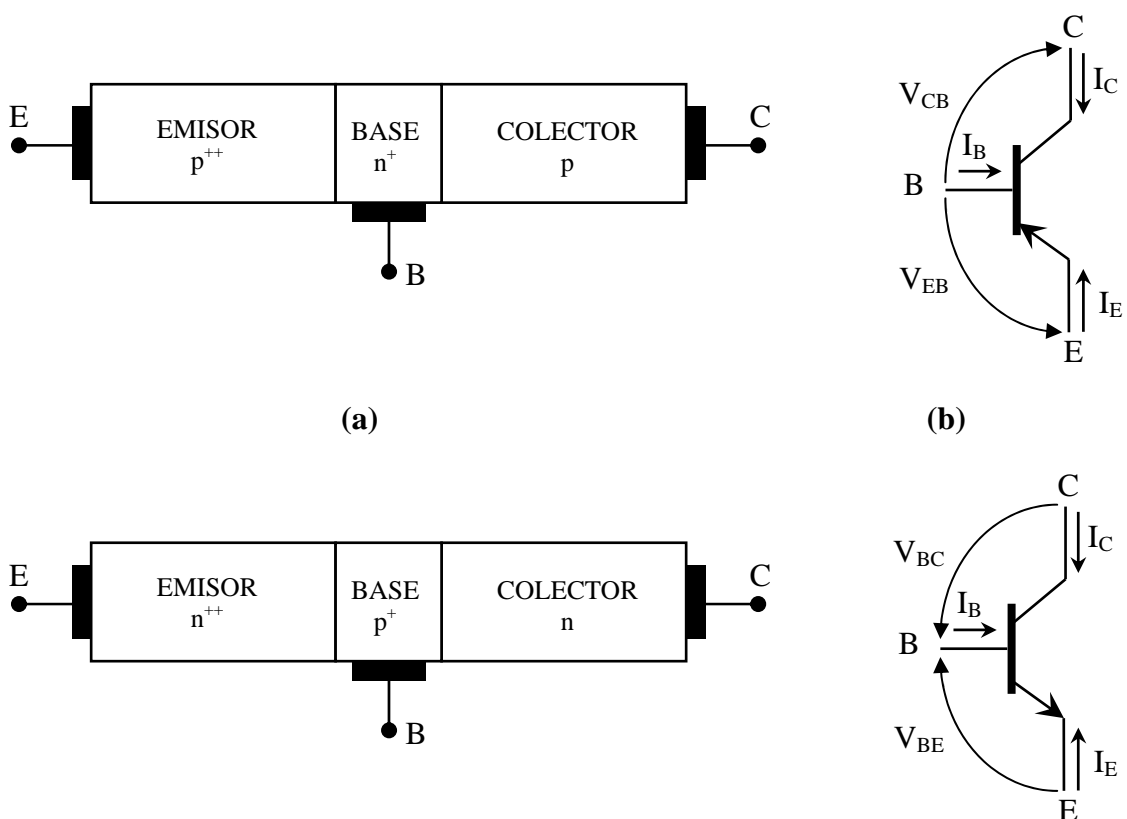 E
EMISOR
p++
BASE
n+
COLECTOR
p
C
B
C
VCB
IC
IB
B
VEB
IE
E
(a)
(b)
E
EMISOR
n++
BASE
p+
COLECTOR
n
C
B
C
VBC
IC
IB
B
VBE
IE
E